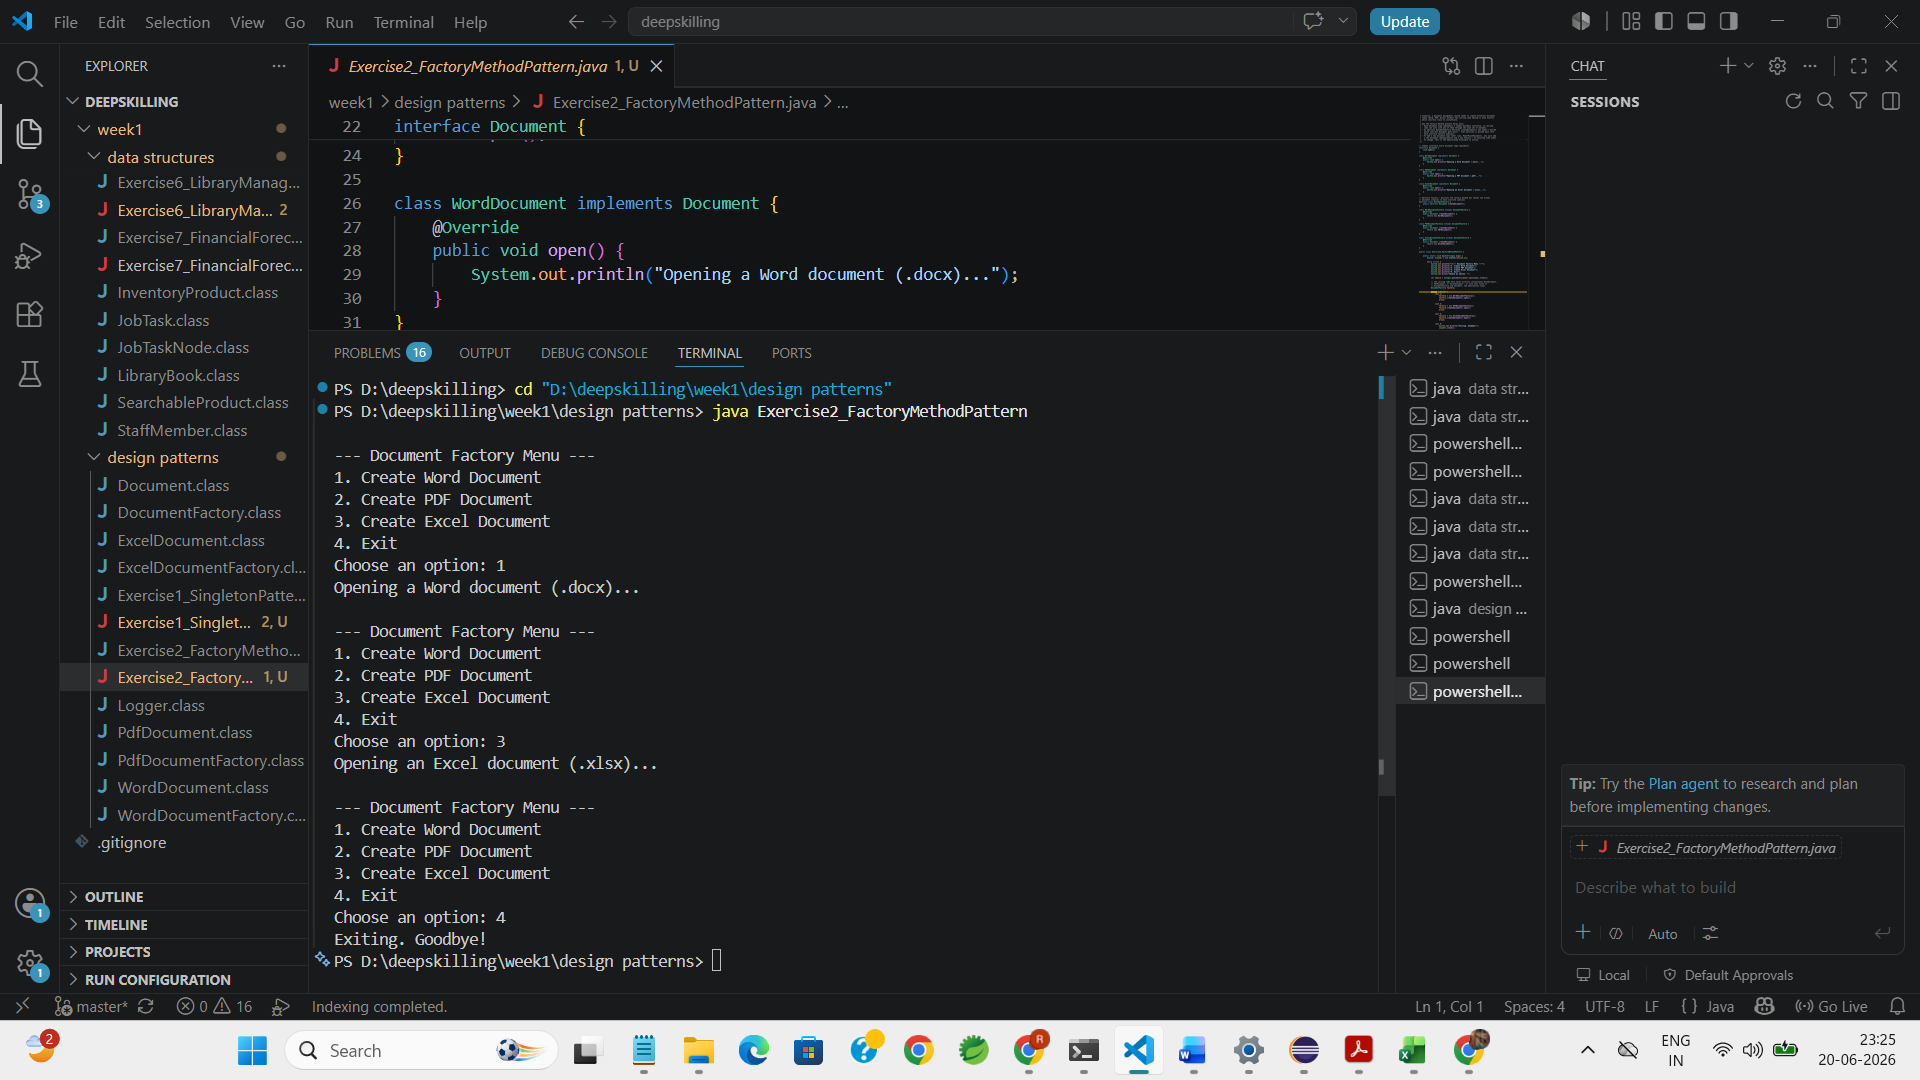 File Edit Selection View Go Run Terminal Help
deepskilling
Update
EXPLORER
DEEPSKILLING
week1
data structures
Exercise6_LibraryManag...
Exercise6_LibraryMa... 2
Exercise7_FinancialForec...
Exercise7_FinancialForec...
InventoryProduct.class
JobTask.class
JobTaskNode.class
LibraryBook.class
SearchableProduct.class
StaffMember.class
design patterns
Document.class
DocumentFactory.class
ExcelDocument.class
ExcelDocumentFactory.cl...
Exercise1_SingletonPatte...
Exercise1_Singlet... 2, U
Exercise2_FactoryMetho...
Exercise2_Factory... 1, U
Logger.class
PdfDocument.class
PdfDocumentFactory.class
WordDocument.class
WordDocumentFactory.c...
.gitignore
OUTLINE
TIMELINE
PROJECTS
RUN CONFIGURATION
3
1
1
Exercise2_FactoryMethodPattern.java 1, U
week1 > design patterns > Exercise2_FactoryMethodPattern.java > ...
22 interface Document {
24 }
25
26 class WordDocument implements Document {
27 @Override
28 public void open() {
29 System.out.println("Opening a Word document (.docx)...");
30 }
31 }
PROBLEMS 16 OUTPUT DEBUG CONSOLE TERMINAL PORTS
PS D:\deepskilling> cd "D:\deepskilling\week1\design patterns"
PS D:\deepskilling\week1\design patterns> java Exercise2_FactoryMethodPattern
--- Document Factory Menu ---
1. Create Word Document
2. Create PDF Document
3. Create Excel Document
4. Exit
Choose an option: 1
Opening a Word document (.docx)...
--- Document Factory Menu ---
1. Create Word Document
2. Create PDF Document
3. Create Excel Document
4. Exit
Choose an option: 3
Opening an Excel document (.xlsx)...
--- Document Factory Menu ---
1. Create Word Document
2. Create PDF Document
3. Create Excel Document
4. Exit
Choose an option: 4
Exiting. Goodbye!
PS D:\deepskilling\week1\design patterns>
java data str...
java data str...
powershell...
powershell...
java data str...
java data str...
java data str...
powershell...
java design ...
powershell
powershell
powershell...
CHAT
SESSIONS
Tip: Try the Plan agent to research and plan
before implementing changes.
Exercise2_FactoryMethodPattern.java
Describe what to build
Auto
Local Default Approvals
master* 0 16 Indexing completed.
Ln 1, Col 1 Spaces: 4 UTF-8 LF { } Java Go Live
2
Search
R
ENG
IN
23:25
20-06-2026